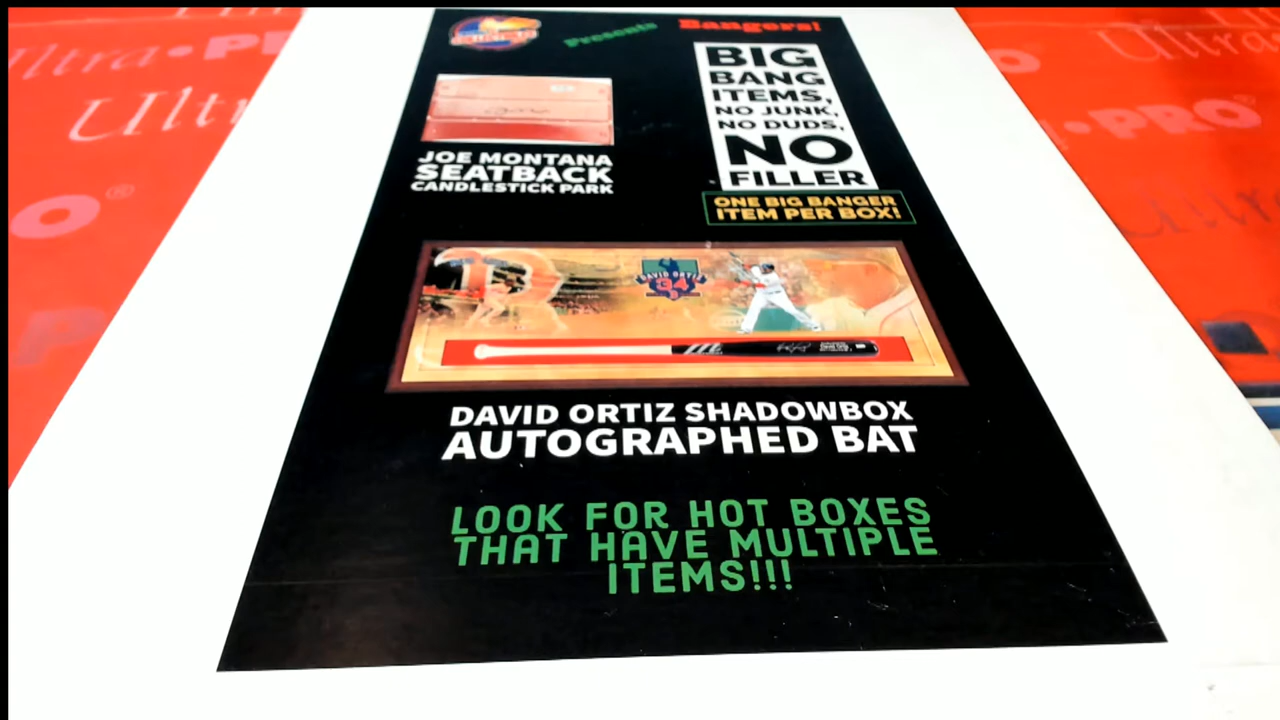 Presents Bangers!
BIG
BANG
ITEMS,
NO JUNK,
NO DUDS,
NO
FILLER
JOE MONTANA
SEATBACK
CANDLESTICK PARK
ONE BIG BANGER
ITEM PER BOX!
DAVID ORTIZ
34
DAVID ORTIZ SHADOWBOX
AUTOGRAPHED BAT
LOOK FOR HOT BOXES
THAT HAVE MULTIPLE
ITEMS!!!
Ultra•PRO
Ultra
PRO®
Ultra
PRO®